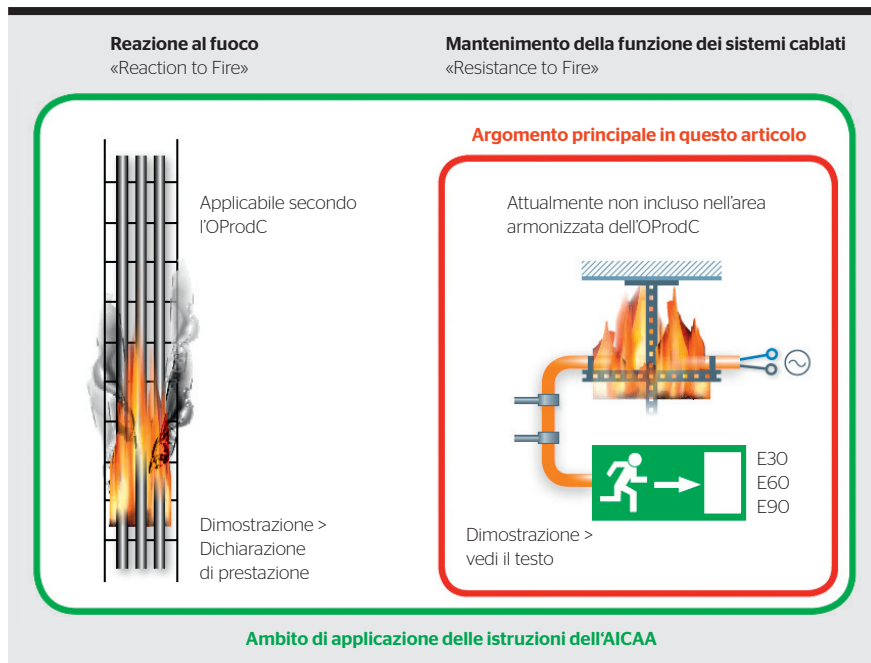 Reazione al fuoco
«Reaction to Fire»
Mantenimento della funzione dei sistemi cablati
«Resistance to Fire»
Argomento principale in questo articolo
Applicabile secondo
l'OProdC
Attualmente non incluso nell'area
armonizzata dell'OProdC
E30
E60
E90
Dimostrazione >
Dichiarazione
di prestazione
Dimostrazione >
vedi il testo
Ambito di applicazione delle istruzioni dell'AICAA